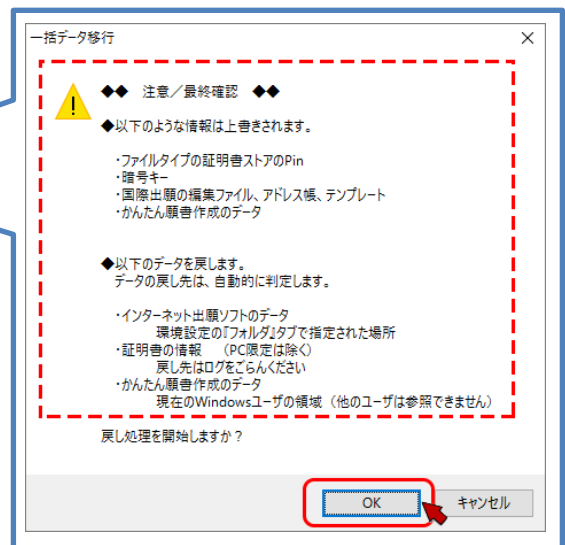 一括データ移行
◆◆ 注意／最終確認 ◆◆
◆以下のような情報は上書きされます。
・ファイルタイプの証明書ストアのPin
・暗号キー
・国際出願の編集ファイル、アドレス帳、テンプレート
・かんたん願書作成のデータ
◆以下のデータを戻します。
データの戻し先は、自動的に判定します。
・インターネット出願ソフトのデータ
環境設定の『フォルダ』タブで指定された場所
・証明書の情報 （PC限定は除く）
戻し先はログをごらんください
・かんたん願書作成のデータ
現在のWindowsユーザの領域（他のユーザは参照できません）
戻し処理を開始しますか？
OK
キャンセル